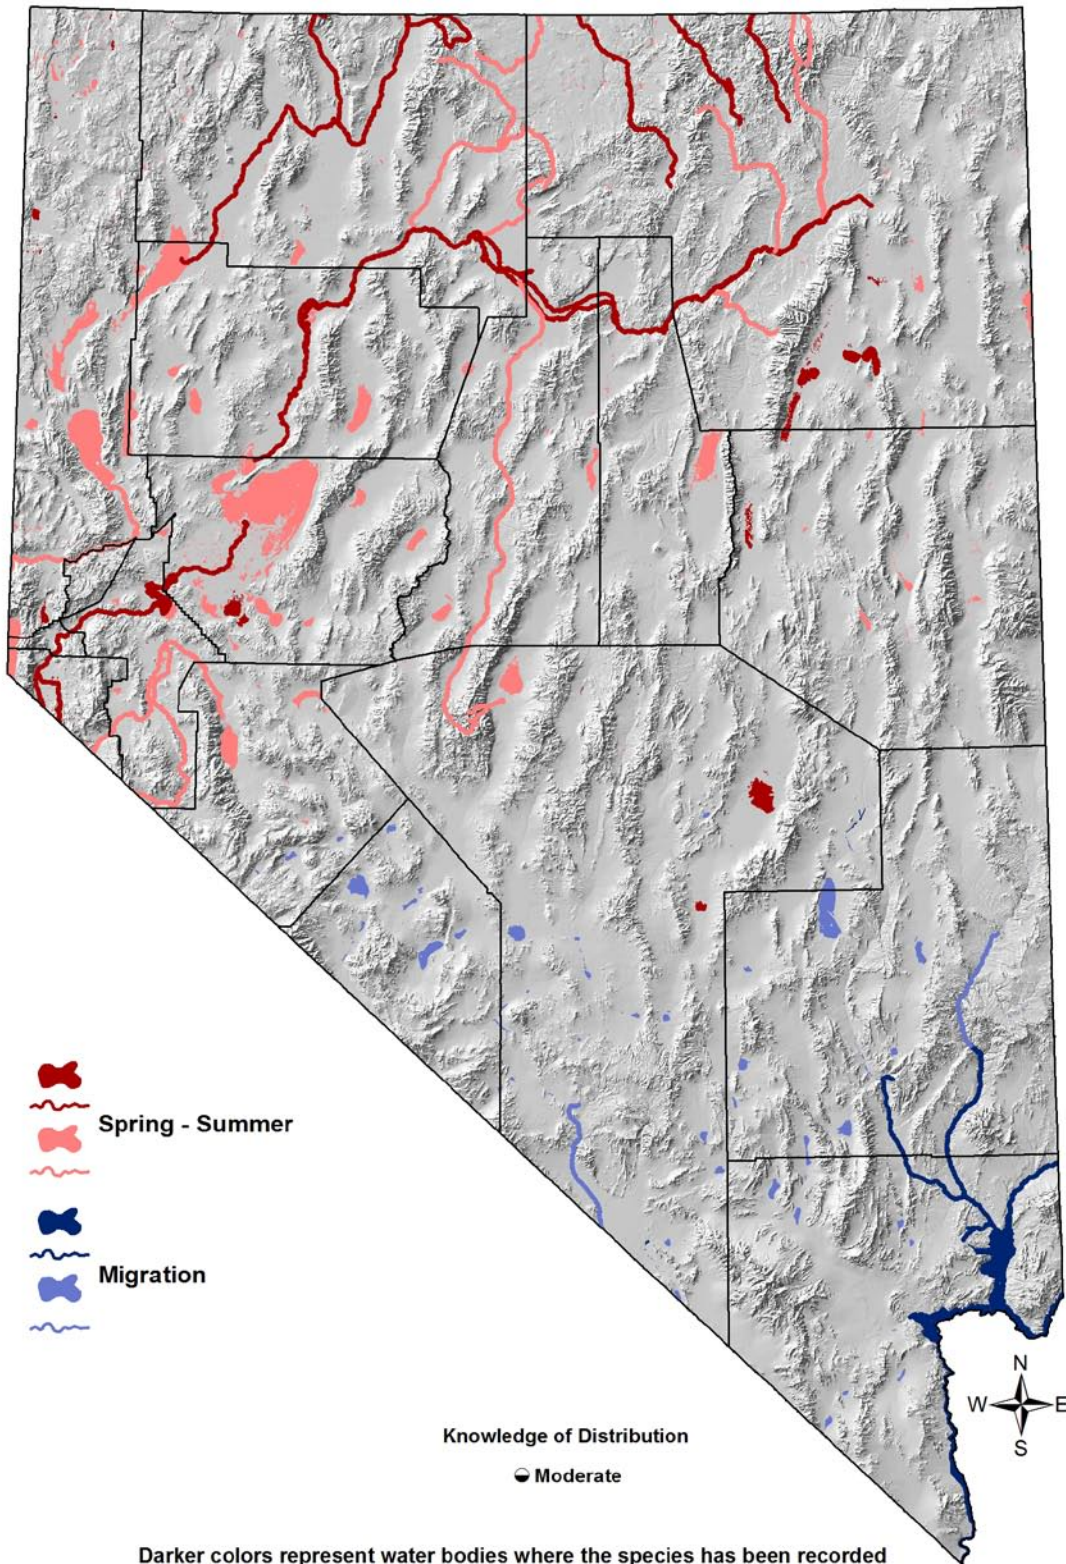 Spring - Summer
Migration
N
W E
S
Knowledge of Distribution
Moderate
Darker colors represent water bodies where the species has been recorded